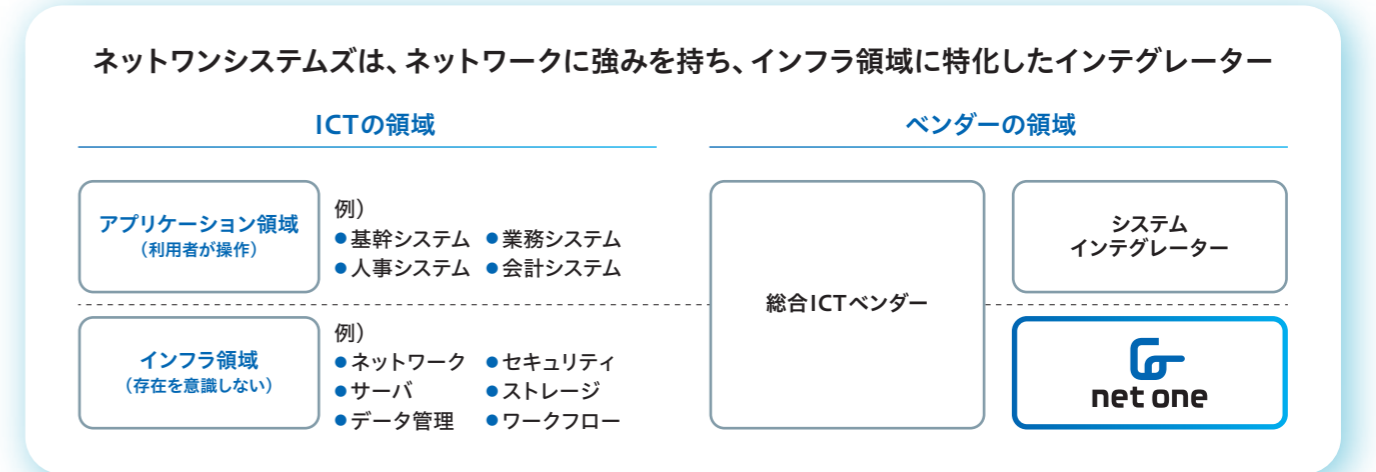 ネットワンシステムズは、ネットワークに強みを持ち、インフラ領域に特化したインテグレーター
ICTの領域
ベンダーの領域
アプリケーション領域
（利用者が操作）
例）
●基幹システム ●業務システム
●人事システム ●会計システム
インフラ領域
（存在を意識しない）
例）
●ネットワーク ●セキュリティ
●サーバ ●ストレージ
●データ管理 ●ワークフロー
総合ICTベンダー
システム
インテグレーター
net one